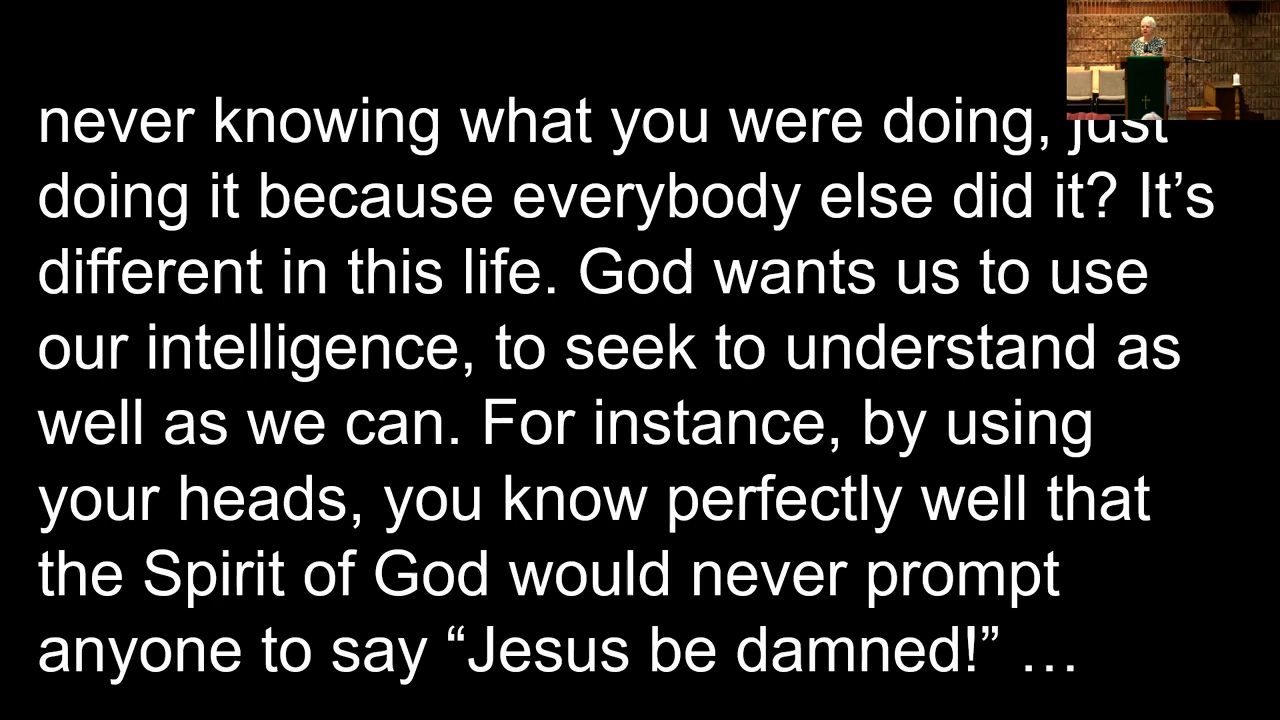 never knowing what you were doing, just
doing it because everybody else did it? It’s
different in this life. God wants us to use
our intelligence, to seek to understand as
well as we can. For instance, by using
your heads, you know perfectly well that
the Spirit of God would never prompt
anyone to say “Jesus be damned!” …